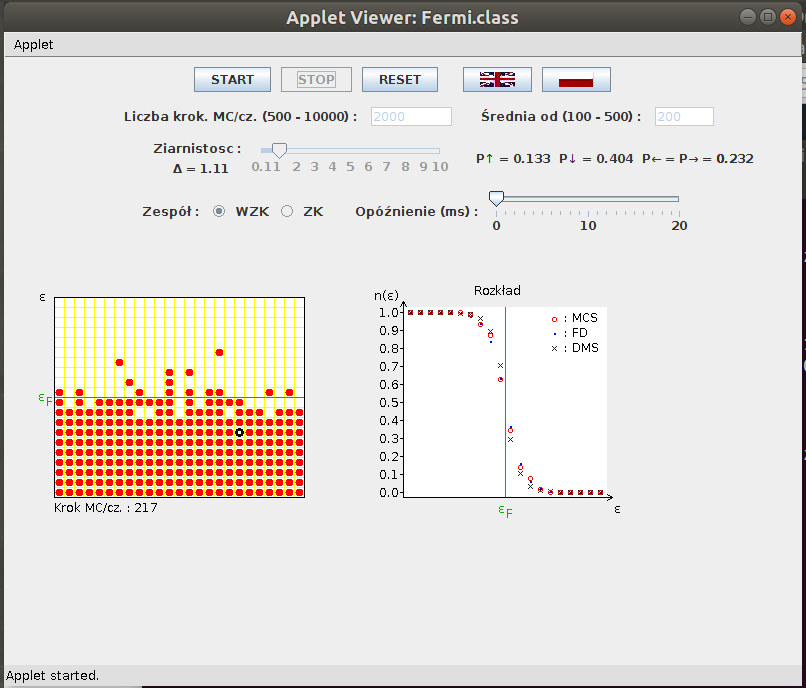 Applet Viewer: Fermi.class
Applet
START STOP RESET
Liczba krok. MC/cz. (500 - 10000) : 2000 Średnia od (100 - 500) : 200
Ziarnistosc :
Δ = 1.11 0.11 2 3 4 5 6 7 8 9 10 P↑ = 0.133 P↓ = 0.404 P← = P→ = 0.232
Zespół : WZK ZK Opóźnienie (ms) : 0 10 20
ε
εF
Krok MC/cz. : 217
Rozkład
n(ε)
1.0
0.9
0.8
0.7
0.6
0.5
0.4
0.3
0.2
0.1
0.0
: MCS
: FD
: DMS
εF ε
Applet started.